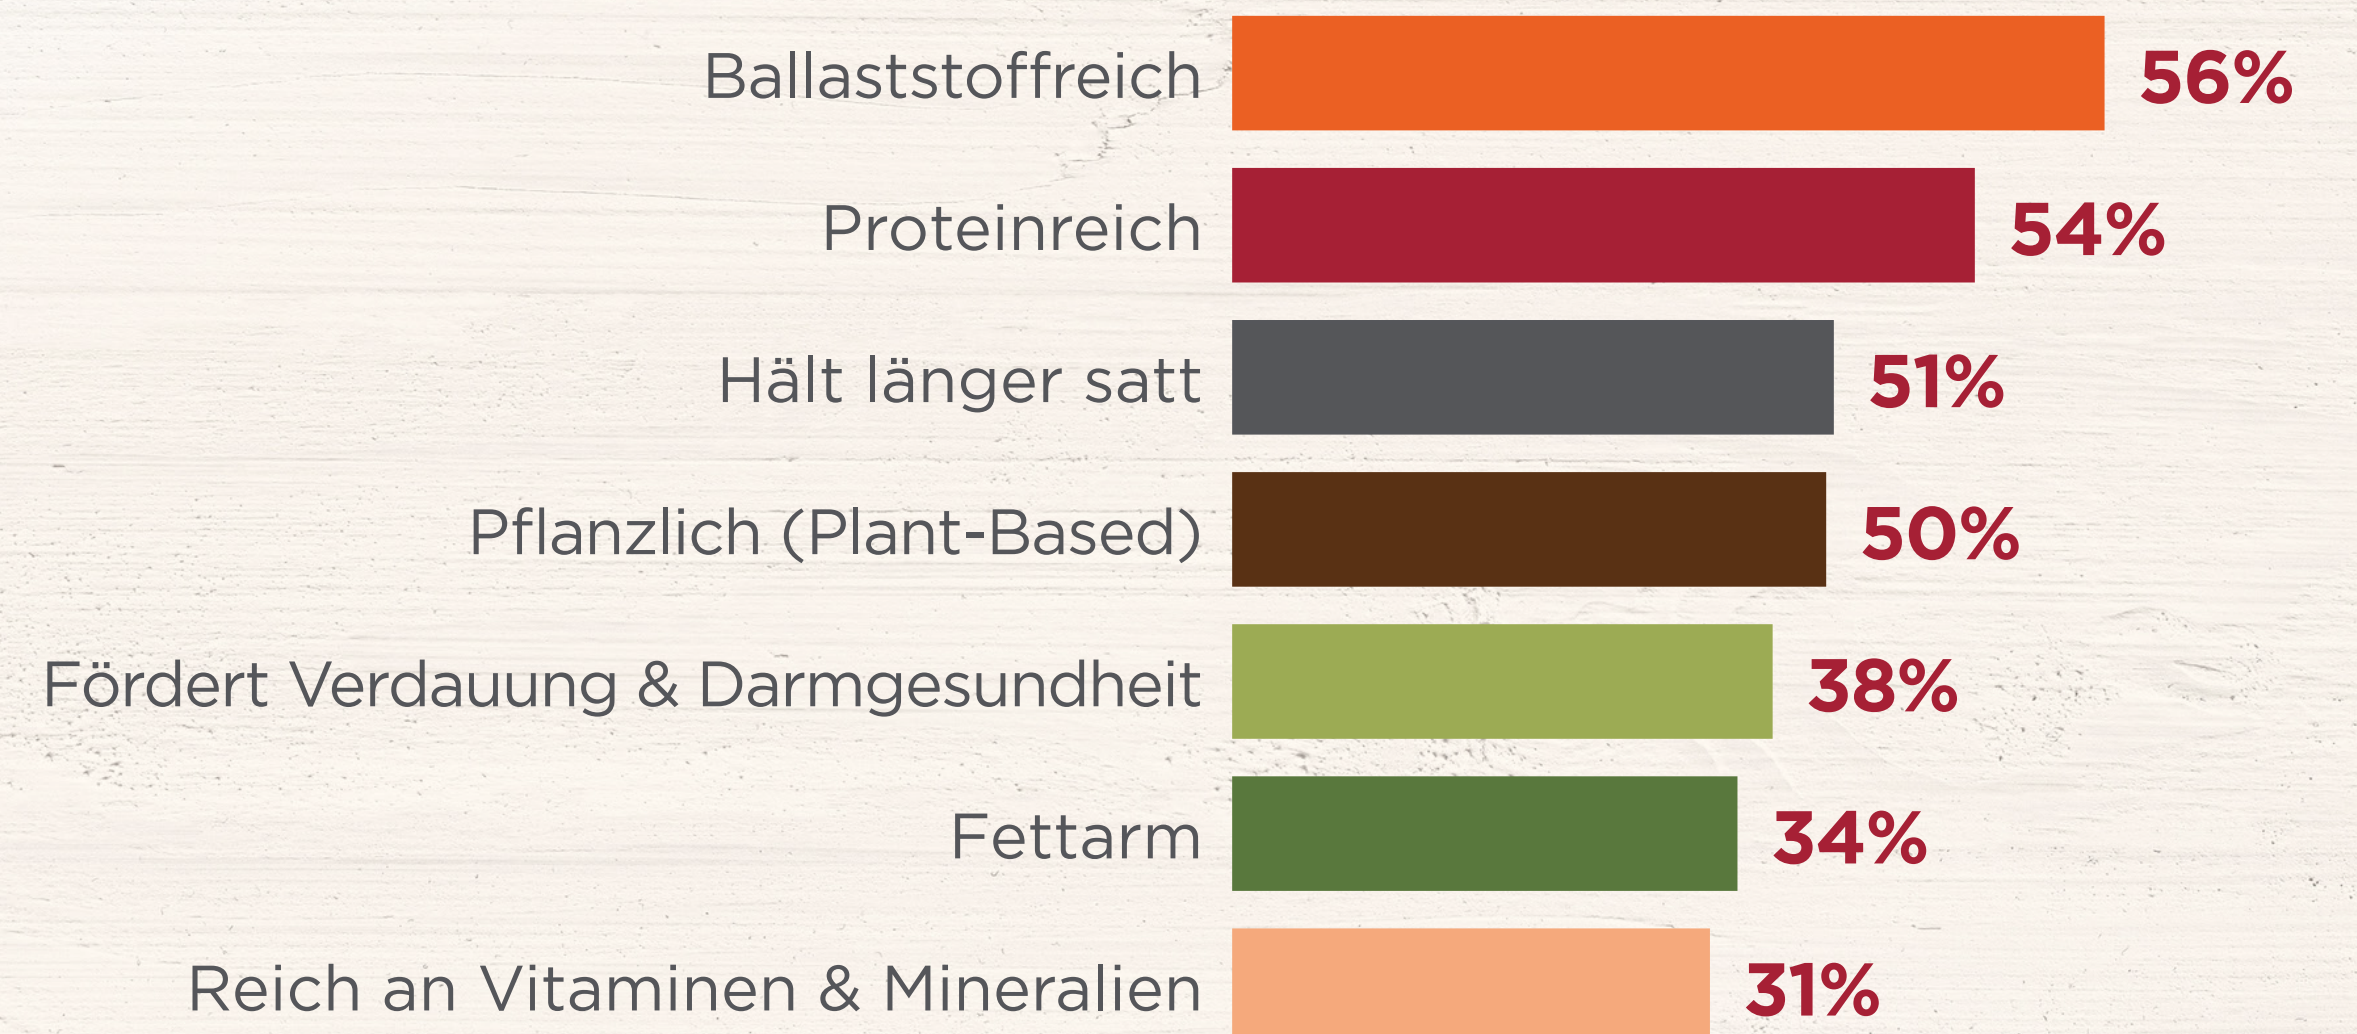 Ballaststoffreich 56%
Proteinreich 54%
Hält länger satt 51%
Pflanzlich (Plant-Based) 50%
Fördert Verdauung & Darmgesundheit 38%
Fettarm 34%
Reich an Vitaminen & Mineralien 31%